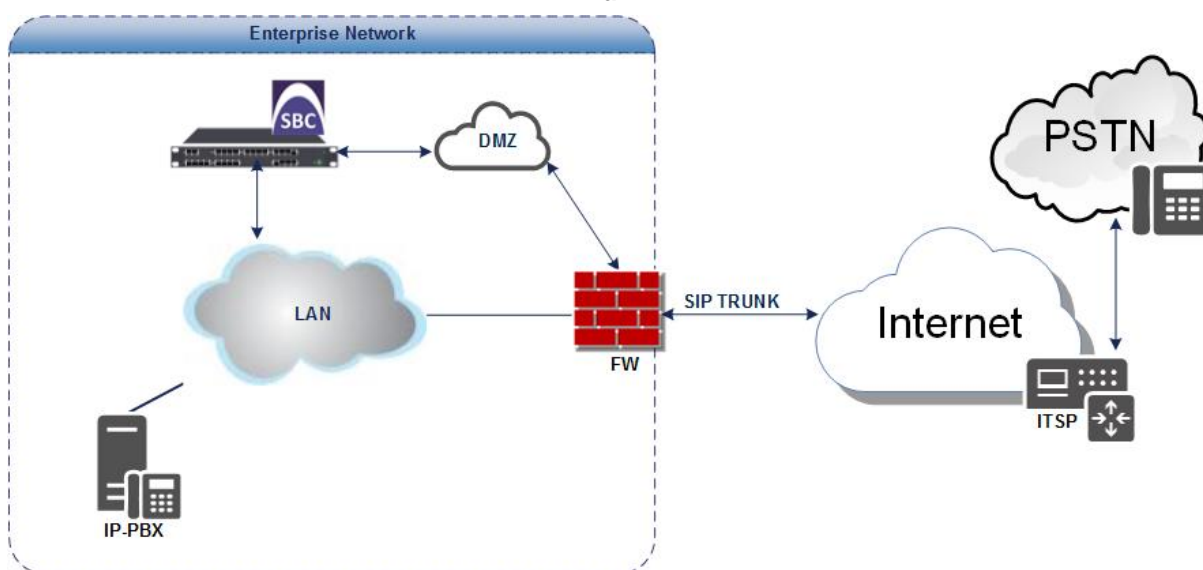 Enterprise Network
SBC
DMZ
PSTN
LAN
SIP TRUNK
Internet
FW
ITSP
IP-PBX